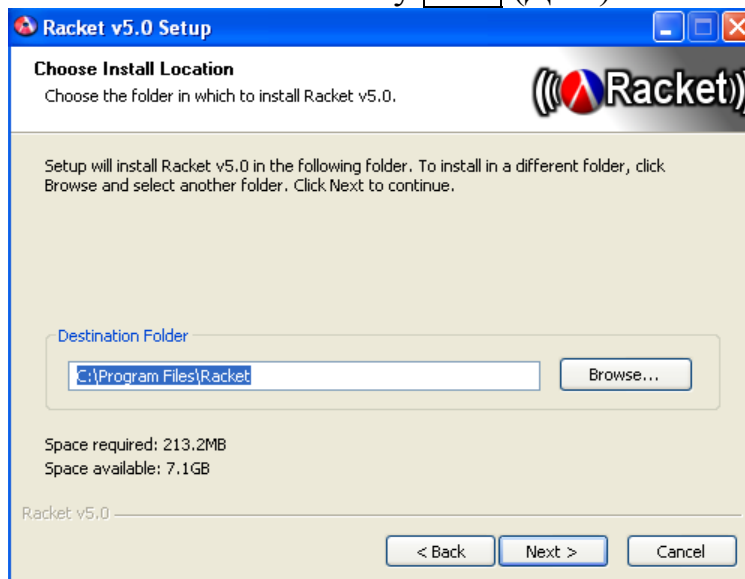 Racket v5.0 Setup
Choose Install Location
Choose the folder in which to install Racket v5.0.
Racket
Setup will install Racket v5.0 in the following folder. To install in a different folder, click
Browse and select another folder. Click Next to continue.
Destination Folder
C:\Program Files\Racket
Browse...
Space required: 213.2MB
Space available: 7.1GB
Racket v5.0
< Back Next > Cancel